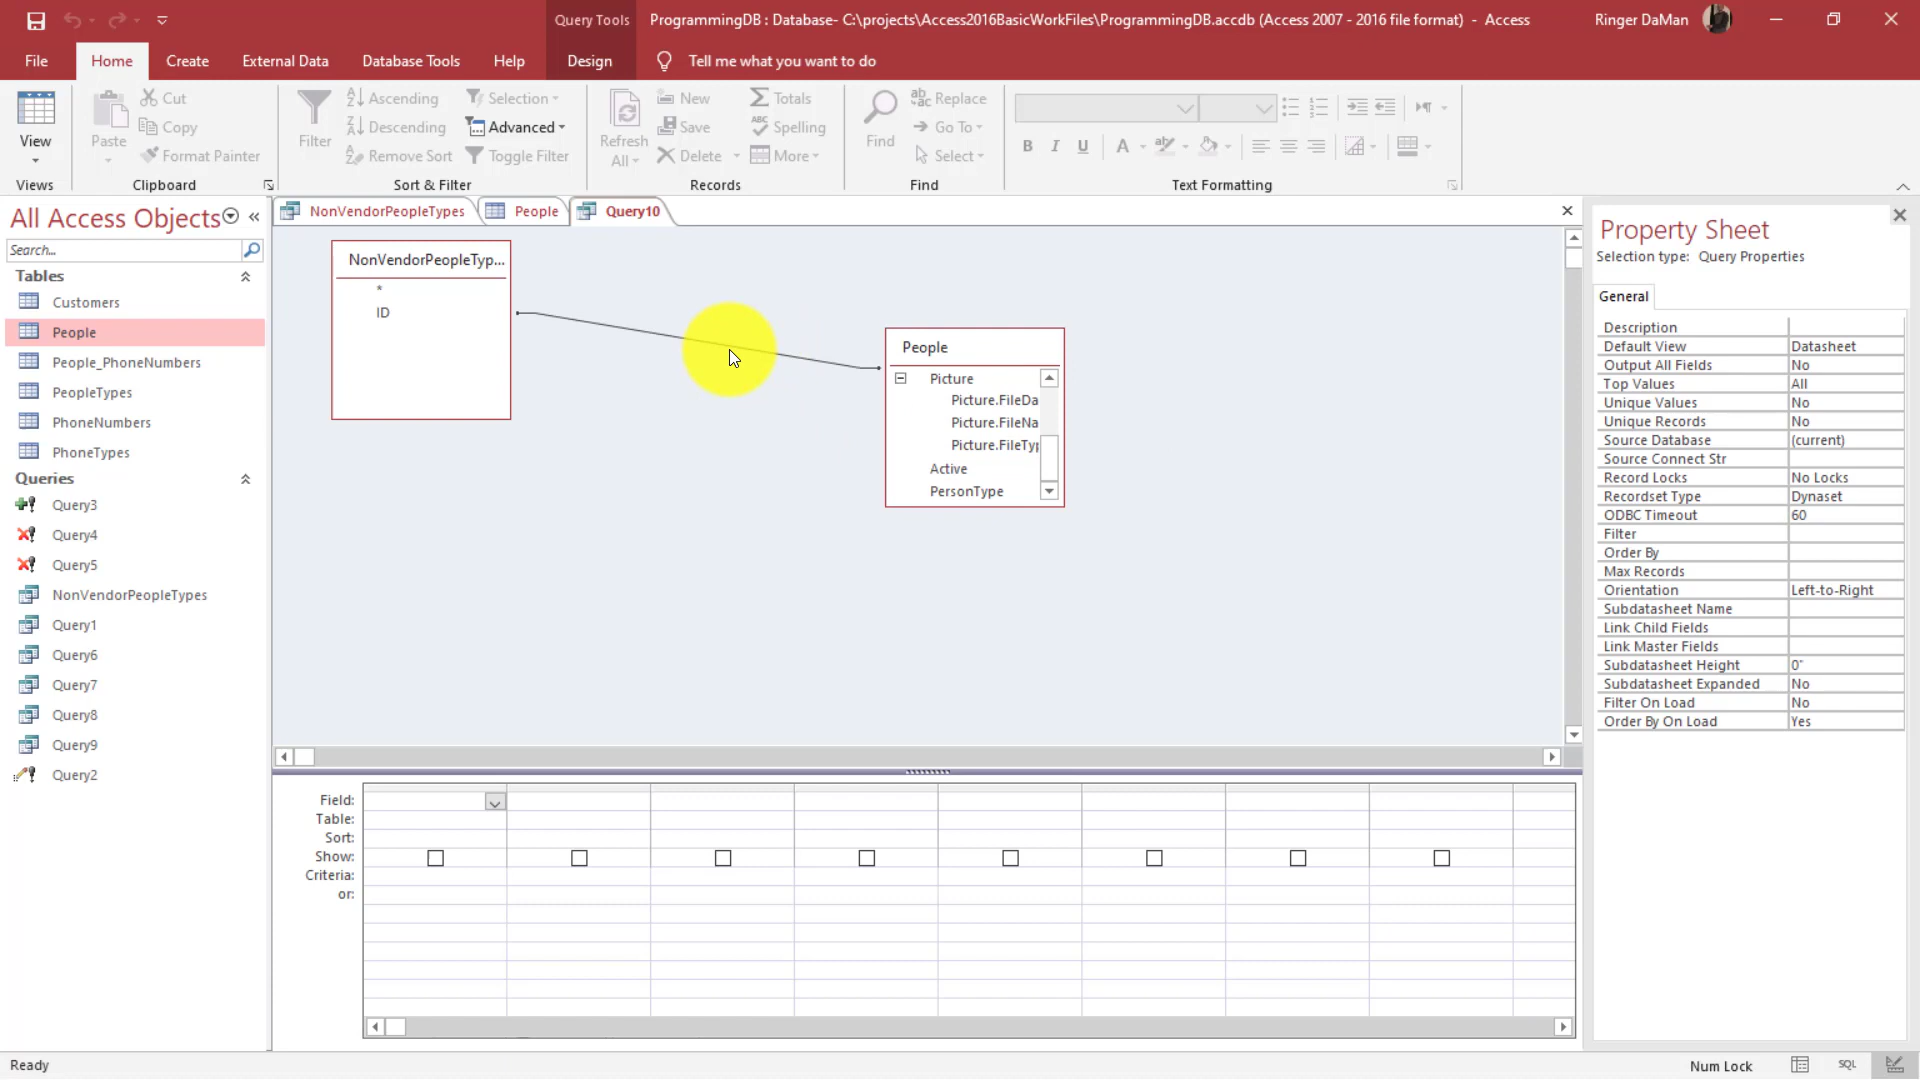 Query Tools
ProgrammingDB : Database- C:\projects\Access2016BasicWorkFiles\ProgrammingDB.accdb (Access 2007 - 2016 file format) - Access
Ringer DaMan
File
Home
Create
External Data
Database Tools
Help
Design
Tell me what you want to do
View
Views
Paste
Cut
Copy
Format Painter
Clipboard
Filter
Ascending
Descending
Remove Sort
Selection
Advanced
Toggle Filter
Sort & Filter
Refresh
All
New
Save
Delete
Totals
Spelling
More
Records
Find
Replace
Go To
Select
Find
B I U A
Text Formatting
All Access Objects
Search...
Tables
Customers
People
People_PhoneNumbers
PeopleTypes
PhoneNumbers
PhoneTypes
Queries
Query3
Query4
Query5
NonVendorPeopleTypes
Query1
Query6
Query7
Query8
Query9
Query2
NonVendorPeopleTypes
People
Query10
NonVendorPeopleTyp...
*
ID
People
Picture
Picture.FileDa
Picture.FileNa
Picture.FileTyp
Active
PersonType
Field:
Table:
Sort:
Show:
Criteria:
or:
Property Sheet
Selection type: Query Properties
General
Description
Default View Datasheet
Output All Fields No
Top Values All
Unique Values No
Unique Records No
Source Database (current)
Source Connect Str
Record Locks No Locks
Recordset Type Dynaset
ODBC Timeout 60
Filter
Order By
Max Records
Orientation Left-to-Right
Subdatasheet Name
Link Child Fields
Link Master Fields
Subdatasheet Height 0"
Subdatasheet Expanded No
Filter On Load No
Order By On Load Yes
Ready
Num Lock
SQL